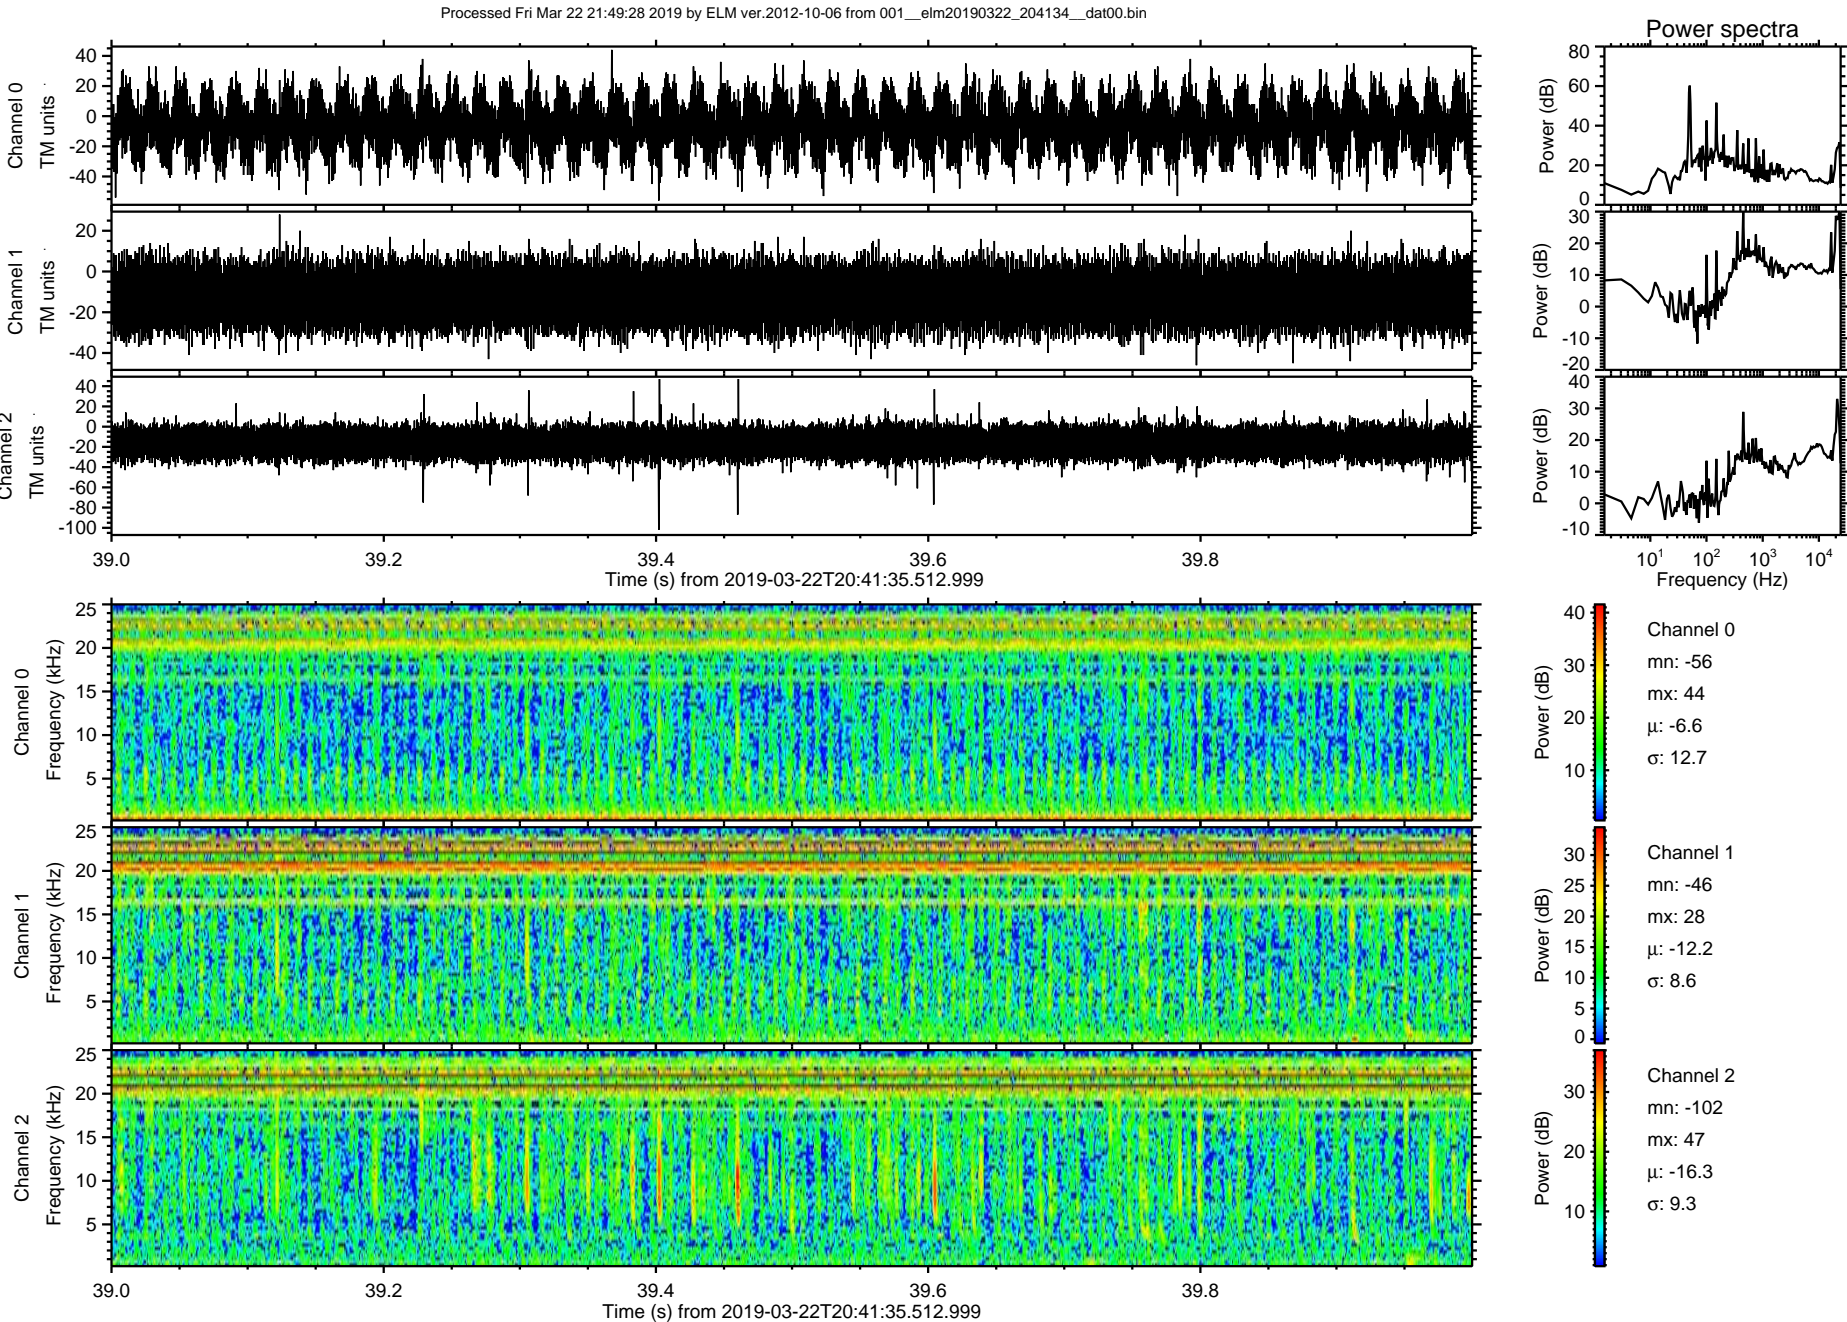 Processed Fri Mar 22 21:49:28 2019 by ELM ver.2012-10-06 from 001__elm20190322_204134__dat00.bin
Power spectra
Channel 0
TM units
40
20
0
-20
-40
Power (dB)
80
60
40
20
0
Channel 1
TM units
20
0
-20
-40
Power (dB)
30
20
10
0
-10
-20
Channel 2
TM units
40
20
0
-20
-40
-60
-80
-100
Power (dB)
40
30
20
10
0
-10
39.0 39.2 39.4 39.6 39.8
Time (s) from 2019-03-22T20:41:35.512.999
10¹ 10² 10³ 10⁴
Frequency (Hz)
Channel 0
Frequency (kHz)
25
20
15
10
5
Power (dB)
40
30
20
10
Channel 0
mn: -56
mx: 44
μ: -6.6
σ: 12.7
Channel 1
Frequency (kHz)
25
20
15
10
5
Power (dB)
30
25
20
15
10
5
0
Channel 1
mn: -46
mx: 28
μ: -12.2
σ: 8.6
Channel 2
Frequency (kHz)
25
20
15
10
5
Power (dB)
30
20
10
Channel 2
mn: -102
mx: 47
μ: -16.3
σ: 9.3
39.0 39.2 39.4 39.6 39.8
Time (s) from 2019-03-22T20:41:35.512.999